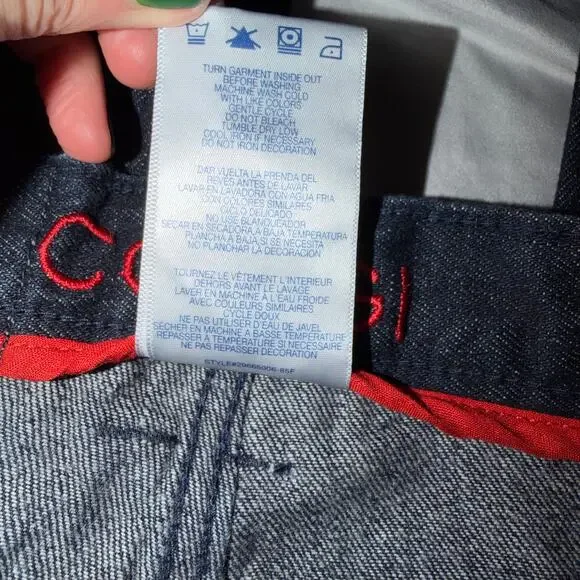 TURN GARMENT INSIDE OUT
BEFORE WASHING
MACHINE WASH COLD
WITH LIKE COLORS
GENTLE CYCLE
DO NOT BLEACH
TUMBLE DRY LOW
COOL IRON IF NECESSARY
DO NOT IRON DECORATION
DAR VUELTA LA PRENDA DEL
REVES ANTES DE LAVAR
LAVAR EN LAVADORA CON AGUA FRIA
CON COLORES SIMILARES
CICLO DELICADO
NO USE BLANQUEADOR
SECAR EN SECADORA A BAJA TEMPERATURA
PLANCHA A BAJA SI SE NECESITA
NO PLANCHAR LA DECORACION
TOURNEZ LE VÊTEMENT L'INTERIEUR
DEHORS AVANT LE LAVAGE
LAVER EN MACHINE A L'EAU FROIDE
AVEC COULEURS SIMILAIRES
CYCLE DOUX
NE PAS UTILISER D'EAU DE JAVEL
SÉCHER EN MACHINE A BASSE TEMPÉRATURE
REPASSER À TEMPÉRATURE SI NECESSAIRE
NE PAS REPASSER DECORATION